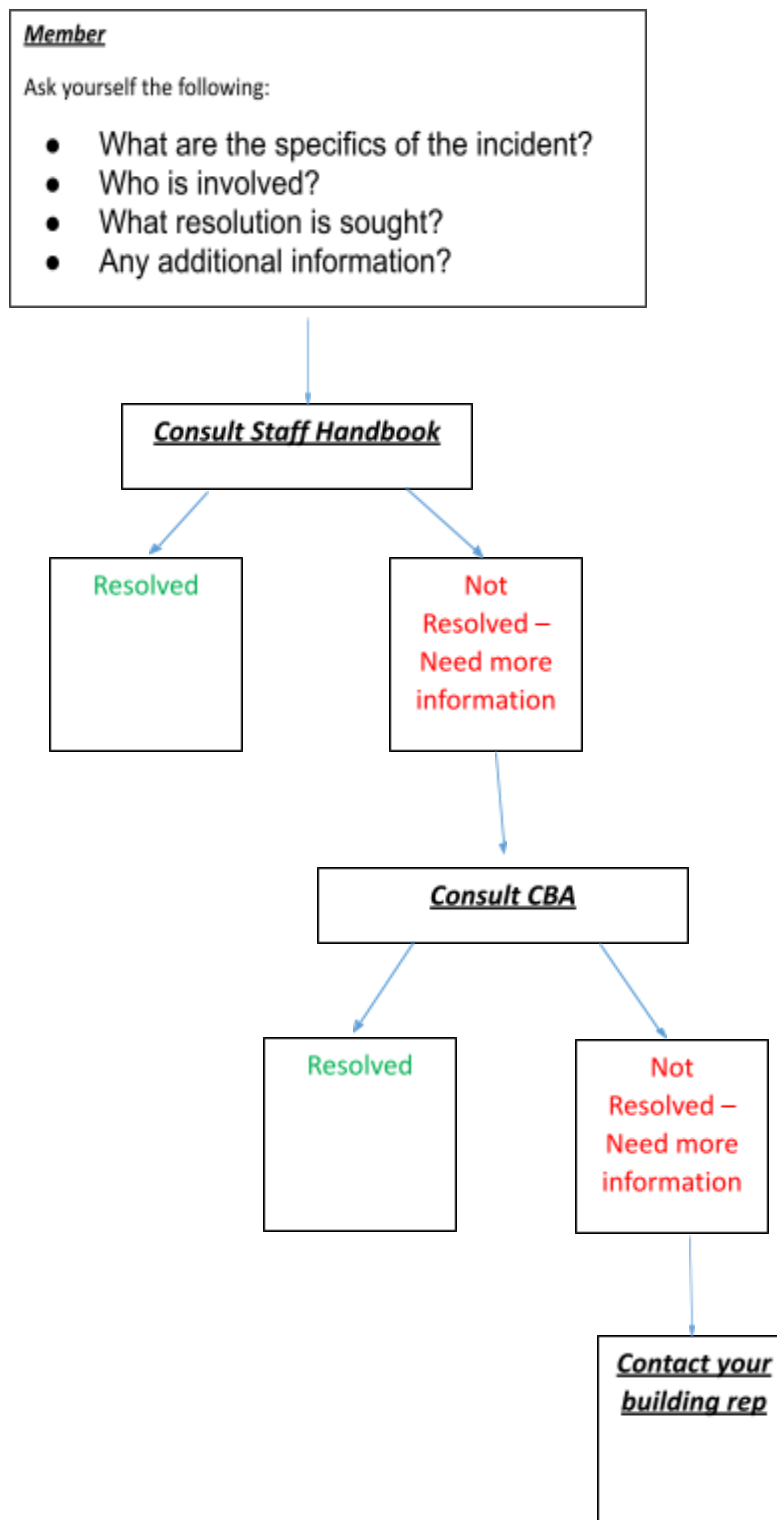 Member
Ask yourself the following:
● What are the specifics of the incident?
● Who is involved?
● What resolution is sought?
● Any additional information?
Consult Staff Handbook
Resolved
Not
Resolved –
Need more
information
Consult CBA
Resolved
Not
Resolved –
Need more
information
Contact your
building rep